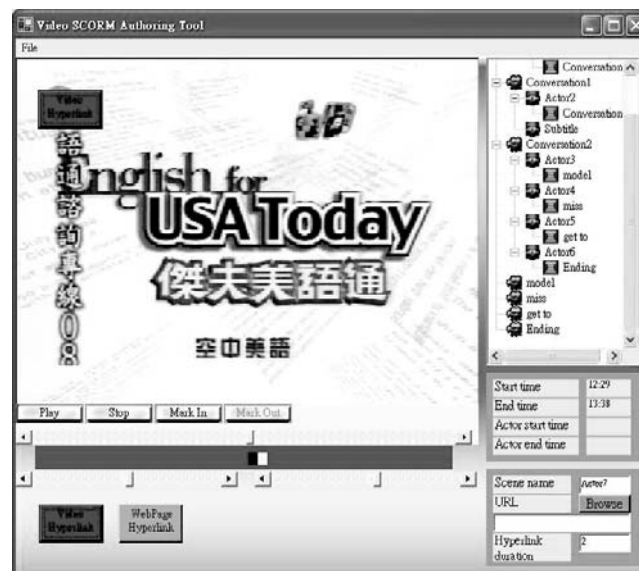 Video SCORM Authoring Tool
File
Video
Hyperlink
語通諮詢專線08
English for
USA Today
傑夫美語通
空中美語
Play
Stop
Mark In
Mark Out
Video
Hyperlink
WebPage
Hyperlink
Conversation
Conversation1
Actor2
Conversation
Subtitle
Conversation2
Actor3
model
Actor4
miss
Actor5
get to
Actor6
Ending
model
miss
get to
Ending
Start time 12:29
End time 13:38
Actor start time
Actor end time
Scene name Actor7
URL Browse
Hyperlink 2
duration